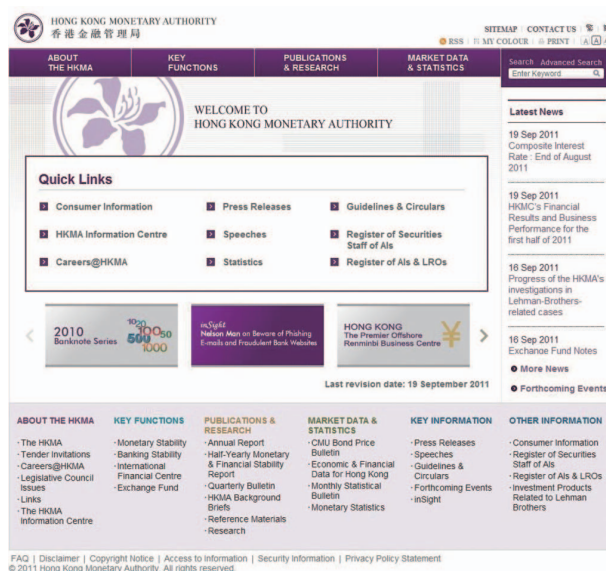 HONG KONG MONETARY AUTHORITY
香港金融管理局
SITEMAP | CONTACT US | 繁
RSS | MY COLOUR | PRINT | A A
ABOUT THE HKMA
KEY FUNCTIONS
PUBLICATIONS & RESEARCH
MARKET DATA & STATISTICS
Search Advanced Search
Enter Keyword
WELCOME TO
HONG KONG MONETARY AUTHORITY
Quick Links
Consumer Information
Press Releases
Guidelines & Circulars
HKMA Information Centre
Speeches
Register of Securities
Staff of AIs
Careers@HKMA
Statistics
Register of AIs & LROs
2010
Banknote Series
10 20
100 50
500
1000
inSight
Nelson Man on Beware of Phishing
E-mails and Fraudulent Bank Websites
HONG KONG
The Premier Offshore
Renminbi Business Centre
¥
Last revision date: 19 September 2011
Latest News
19 Sep 2011
Composite Interest
Rate : End of August
2011
19 Sep 2011
HKMC's Financial
Results and Business
Performance for the
first half of 2011
16 Sep 2011
Progress of the HKMA's
investigations in
Lehman-Brothers-
related cases
16 Sep 2011
Exchange Fund Notes
More News
Forthcoming Events
ABOUT THE HKMA
· The HKMA
· Tender Invitations
· Careers@HKMA
· Legislative Council
Issues
· Links
· The HKMA
Information Centre
KEY FUNCTIONS
· Monetary Stability
· Banking Stability
· International
Financial Centre
· Exchange Fund
PUBLICATIONS &
RESEARCH
· Annual Report
· Half-Yearly Monetary
& Financial Stability
Report
· Quarterly Bulletin
· HKMA Background
Briefs
· Reference Materials
· Research
MARKET DATA &
STATISTICS
· CMU Bond Price
Bulletin
· Economic & Financial
Data for Hong Kong
· Monthly Statistical
Bulletin
· Monetary Statistics
KEY INFORMATION
· Press Releases
· Speeches
· Guidelines &
Circulars
· Forthcoming Events
· inSight
OTHER INFORMATION
· Consumer Information
· Register of Securities
Staff of AIs
· Register of AIs & LROs
· Investment Products
Related to Lehman
Brothers
FAQ | Disclaimer | Copyright Notice | Access to Information | Security Information | Privacy Policy Statement
© 2011 Hong Kong Monetary Authority. All rights reserved.